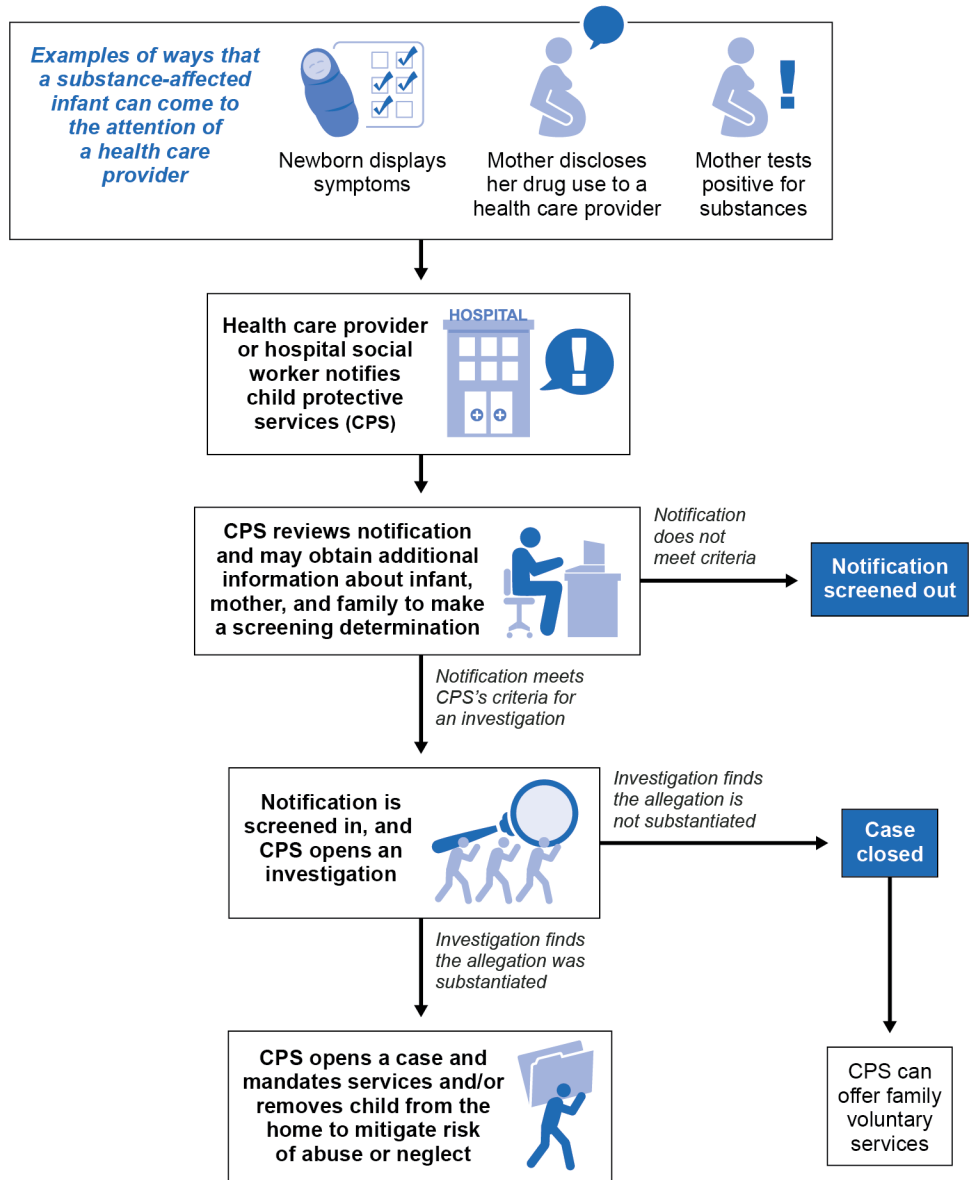 Examples of ways that
a substance-affected
infant can come to
the attention of
a health care
provider
Newborn displays
symptoms
Mother discloses
her drug use to a
health care provider
Mother tests
positive for
substances
Health care provider
or hospital social
worker notifies
child protective
services (CPS)
HOSPITAL
CPS reviews notification
and may obtain additional
information about infant,
mother, and family to make
a screening determination
Notification
does not
meet criteria
Notification
screened out
Notification meets
CPS's criteria for
an investigation
Notification is
screened in, and
CPS opens an
investigation
Investigation finds
the allegation is
not substantiated
Case
closed
Investigation finds
the allegation was
substantiated
CPS opens a case and
mandates services and/or
removes child from the
home to mitigate risk
of abuse or neglect
CPS can
offer family
voluntary
services